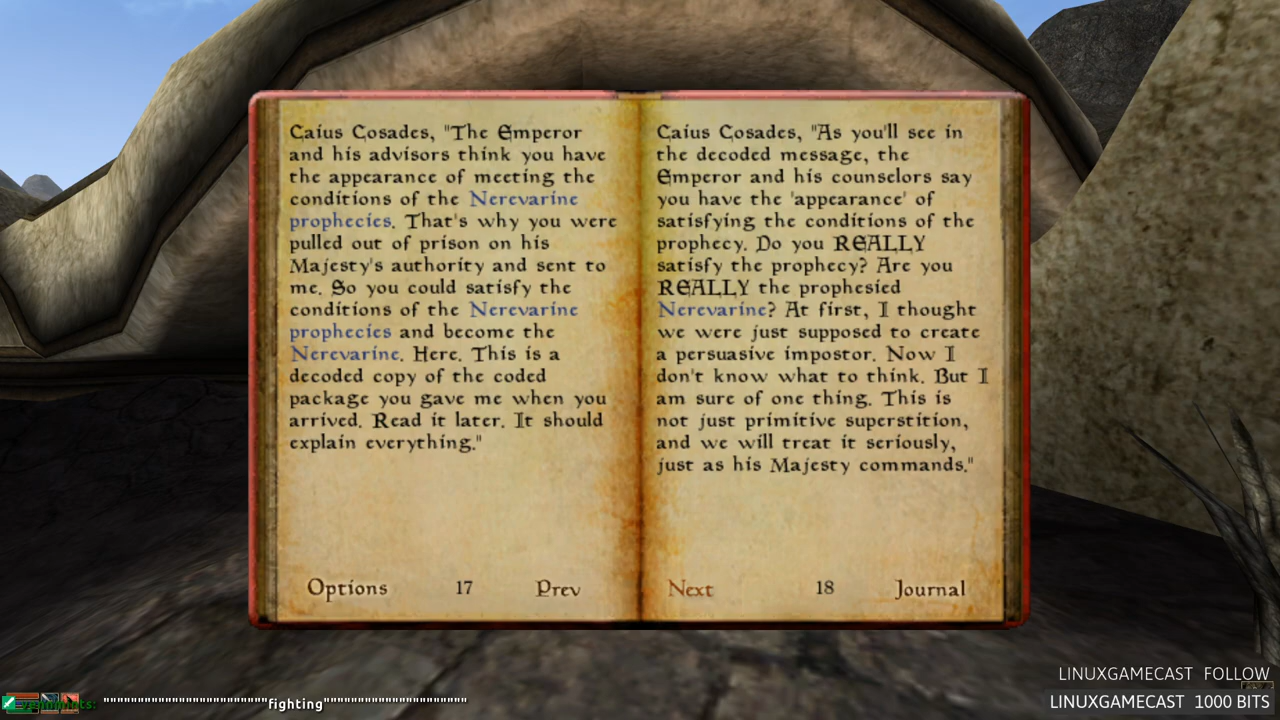 Caius Cosades, "The Emperor
and his advisors think you have
the appearance of meeting the
conditions of the Nerevarine
prophecies. That's why you were
pulled out of prison on his
Majesty's authority and sent to
me. So you could satisfy the
conditions of the Nerevarine
prophecies and become the
Nerevarine. Here. This is a
decoded copy of the coded
package you gave me when you
arrived. Read it later. It should
explain everything."
Options 17 Prev
Caius Cosades, "As you'll see in
the decoded message, the
Emperor and his counselors say
you have the 'appearance' of
satisfying the conditions of the
prophecy. Do you REALLY
satisfy the prophecy? Are you
REALLY the prophesied
Nerevarine? At first, I thought
we were just supposed to create
a persuasive impostor. Now I
don't know what to think. But I
am sure of one thing. This is
not just primitive superstition,
and we will treat it seriously,
just as his Majesty commands."
Next 18 Journal
LINUXGAMECAST FOLLOW
LINUXGAMECAST 1000 BITS
fighting